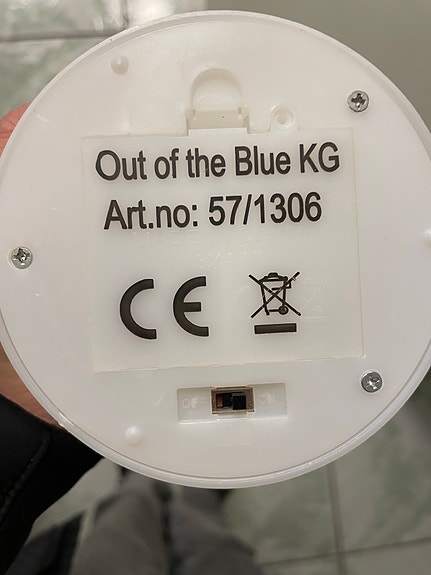 Out of the Blue KG
Art.no: 57/1306
CE
OFF ON